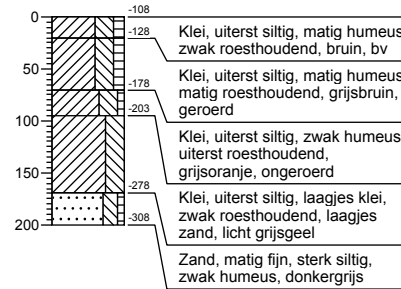 0
50
100
150
200
-108
-128
-178
-203
-278
-308
Klei, uiterst siltig, matig humeus
zwak roesthoudend, bruin, bv
Klei, uiterst siltig, matig humeus
matig roesthoudend, grijsbruin,
geroerd
Klei, uiterst siltig, zwak humeus
uiterst roesthoudend,
grijsoranje, ongeroerd
Klei, uiterst siltig, laagjes klei,
zwak roesthoudend, laagjes
zand, licht grijsgeel
Zand, matig fijn, sterk siltig,
zwak humeus, donkergrijs